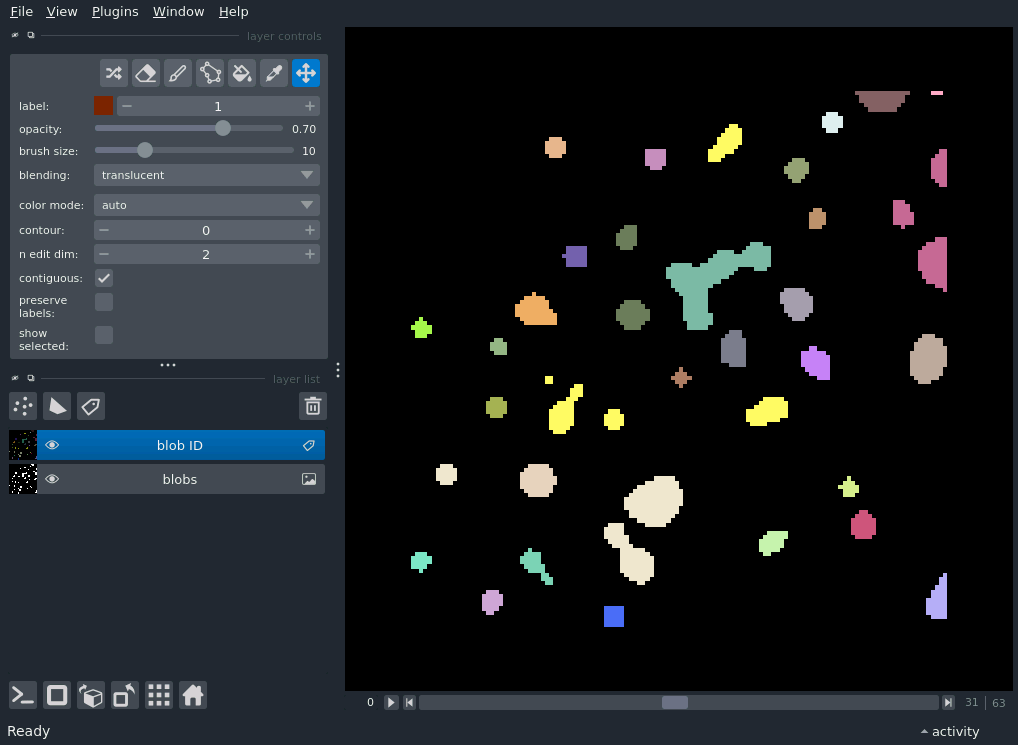 File View Plugins Window Help
layer controls
label: 1
opacity: 0.70
brush size: 10
blending: translucent
color mode: auto
contour: 0
n edit dim: 2
contiguous:
preserve
labels:
show
selected:
layer list
blob ID
blobs
0 31 | 63
Ready activity